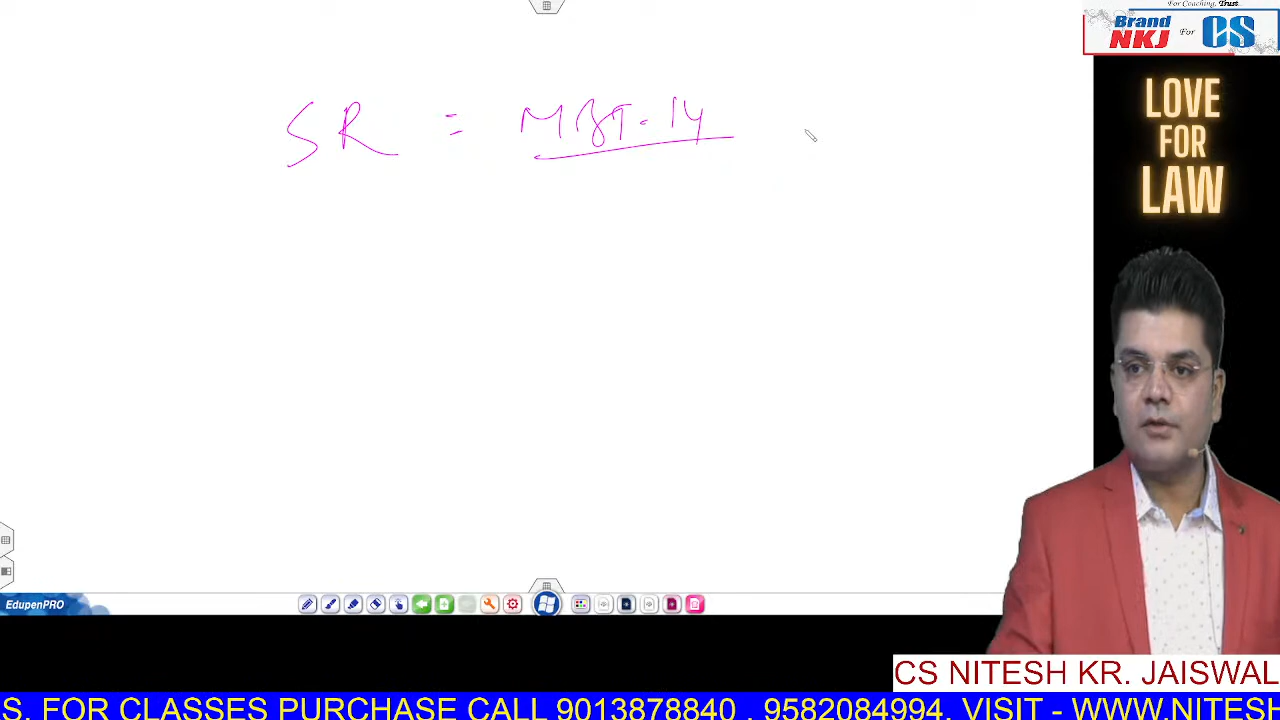 For Coaching, Trust
Brand NKJ For CS
SR = MBT-14
LOVE
FOR
LAW
EdupenPRO
CS NITESH KR. JAISWAL
S. FOR CLASSES PURCHASE CALL 9013878840 , 9582084994, VISIT - WWW.NITESH